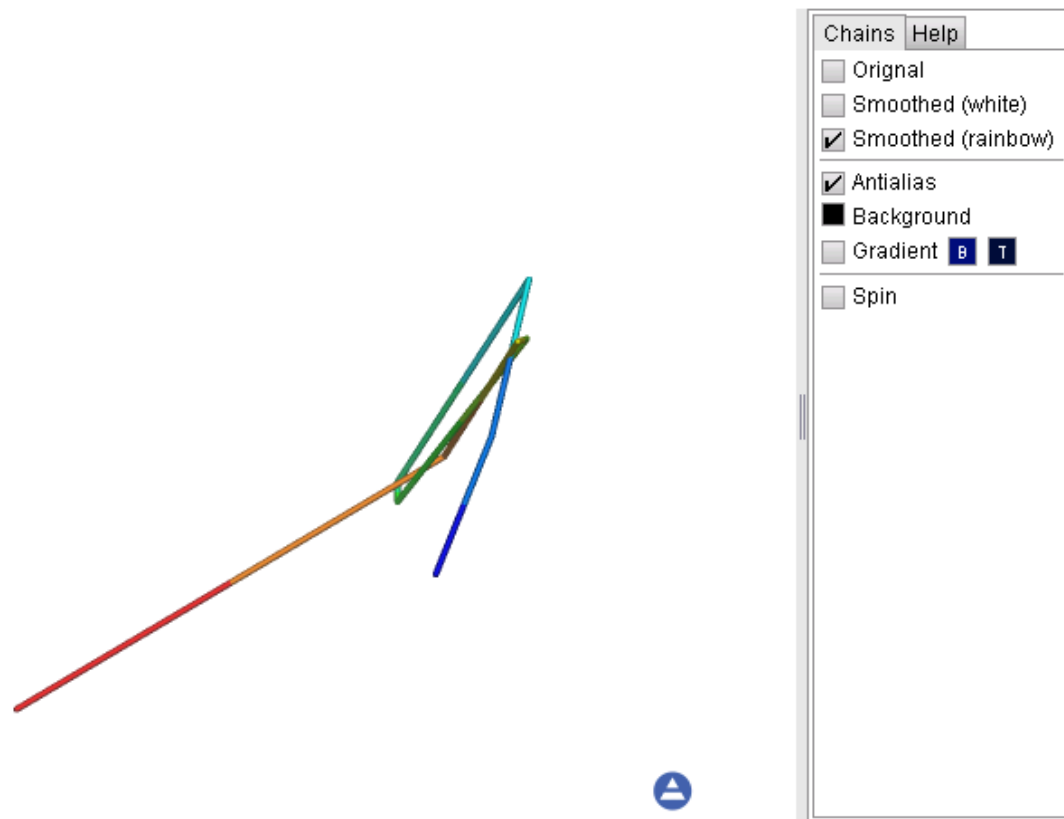 Chains Help
Orignal
Smoothed (white)
Smoothed (rainbow)
Antialias
Background
Gradient B T
Spin